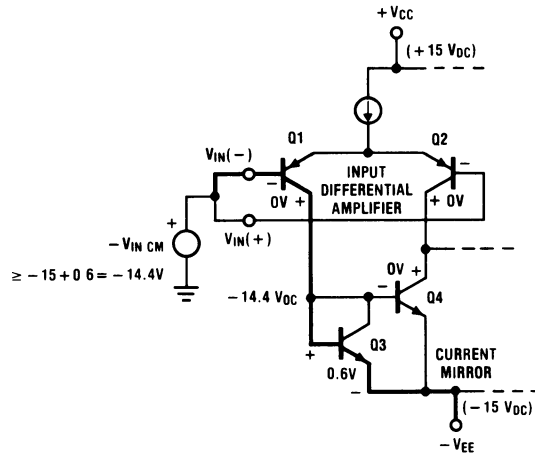 +VCC
(+15 VDC)
Q1
Q2
VIN(−)
−
+
0V
INPUT
DIFFERENTIAL
AMPLIFIER
−
+
0V
+
−VIN CM
VIN(+)
≥ −15+0 6= −14.4V
0V
+
−
Q4
−14.4 VDC
+
Q3
0.6V
−
CURRENT
MIRROR
(−15 VDC)
−VEE